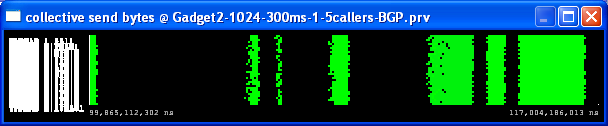 collective send bytes @ Gadget2-1024-300ms-1-5callers-BGP.prv
99,865,112,302 ns
117,004,186,013 ns